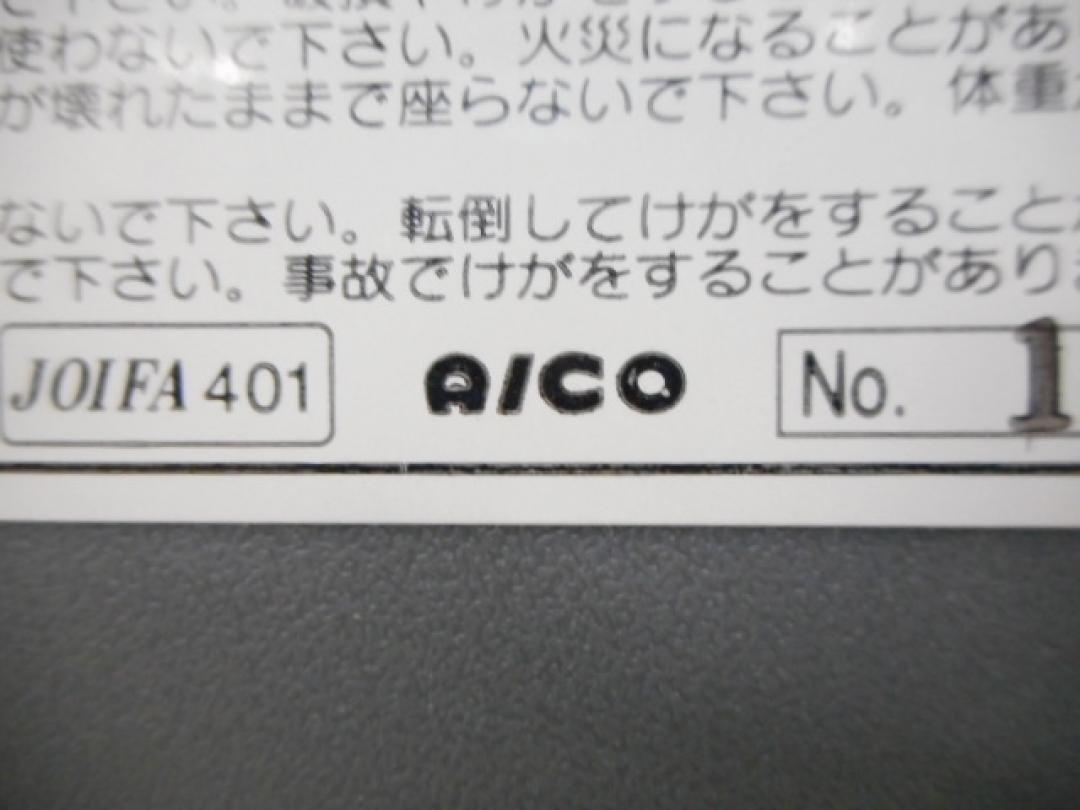 使わないで下さい。火災になることがあ
が壊れたままで座らないで下さい。体重
ないで下さい。転倒してけがをすること
で下さい。事故でけがをすることがあり
JOIFA 401 AICO No. 1